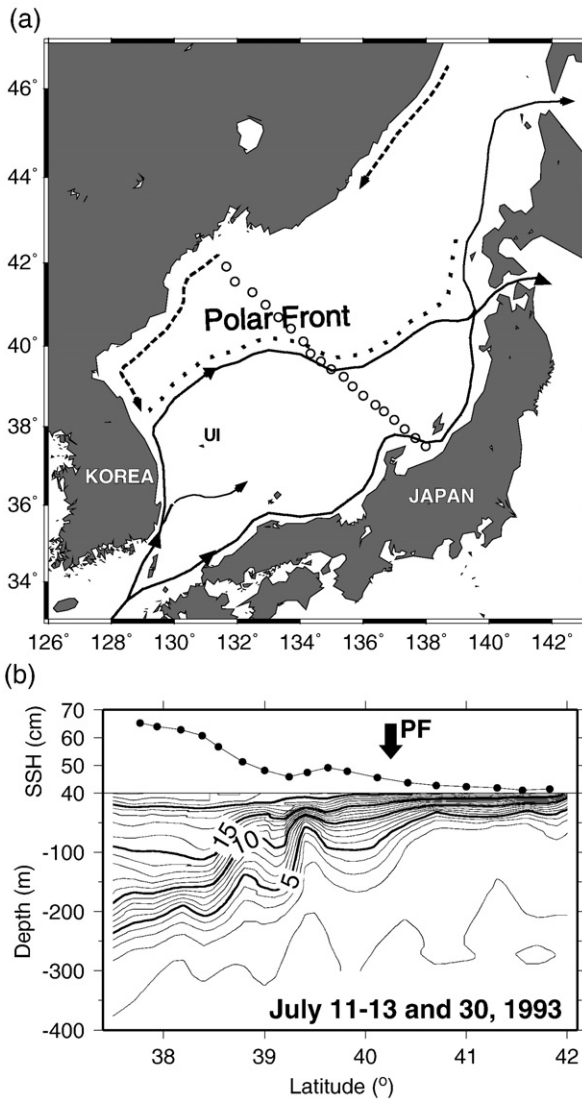 (a)
46°
44°
42°
40°
38°
36°
34°
Polar Front
UI
KOREA
JAPAN
126° 128° 130° 132° 134° 136° 138° 140° 142°
(b)
SSH (cm)
70
60
50
40
PF
15
10
5
Depth (m)
-100
-200
-300
-400
July 11-13 and 30, 1993
38 39 40 41 42
Latitude (°)